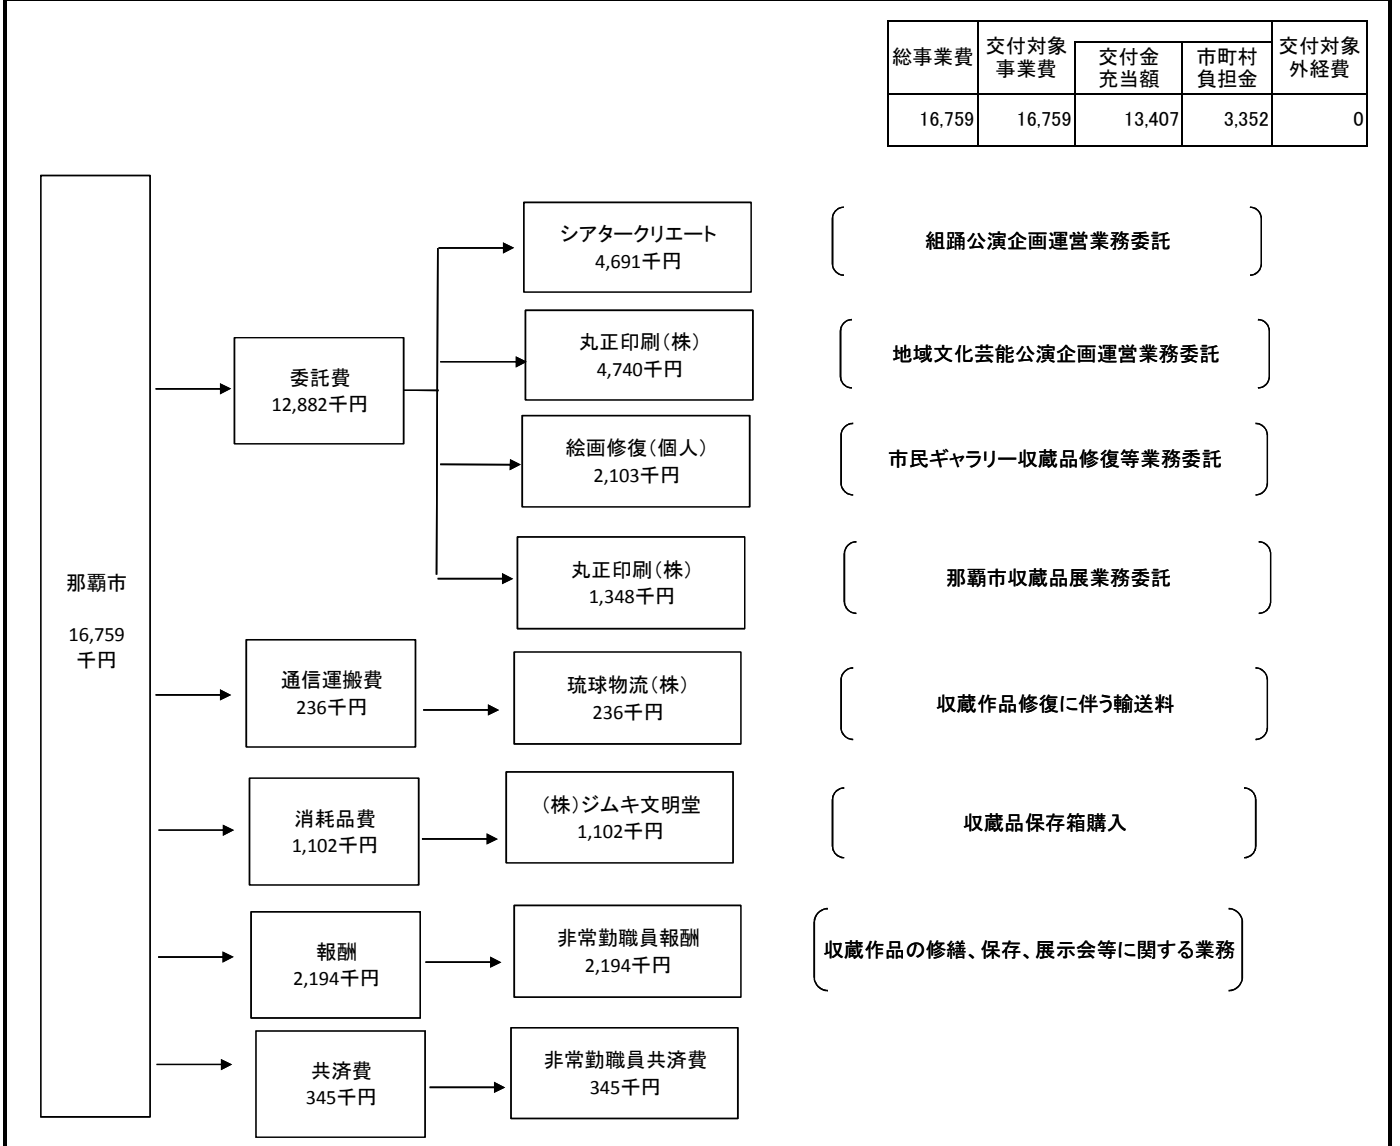 総事業費
交付対象
事業費
交付金
充当額
市町村
負担金
交付対象
外経費
16,759
16,759
13,407
3,352
0
那覇市
16,759
千円
委託費
12,882千円
シアタークリエート
4,691千円
組踊公演企画運営業務委託
丸正印刷(株)
4,740千円
地域文化芸能公演企画運営業務委託
絵画修復(個人)
2,103千円
市民ギャラリー収蔵品修復等業務委託
丸正印刷(株)
1,348千円
那覇市収蔵品展業務委託
通信運搬費
236千円
琉球物流(株)
236千円
収蔵作品修復に伴う輸送料
消耗品費
1,102千円
(株)ジムキ文明堂
1,102千円
収蔵品保存箱購入
報酬
2,194千円
非常勤職員報酬
2,194千円
収蔵作品の修繕、保存、展示会等に関する業務
共済費
345千円
非常勤職員共済費
345千円